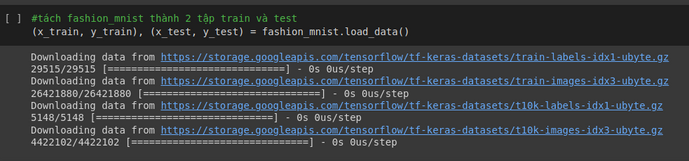 [ ] #tách fashion_mnist thành 2 tập train và test
(x_train, y_train), (x_test, y_test) = fashion_mnist.load_data()
Downloading data from https://storage.googleapis.com/tensorflow/tf-keras-datasets/train-labels-idx1-ubyte.gz
29515/29515 [==============================] - 0s 0us/step
Downloading data from https://storage.googleapis.com/tensorflow/tf-keras-datasets/train-images-idx3-ubyte.gz
26421880/26421880 [==============================] - 0s 0us/step
Downloading data from https://storage.googleapis.com/tensorflow/tf-keras-datasets/t10k-labels-idx1-ubyte.gz
5148/5148 [==============================] - 0s 0us/step
Downloading data from https://storage.googleapis.com/tensorflow/tf-keras-datasets/t10k-images-idx3-ubyte.gz
4422102/4422102 [==============================] - 0s 0us/step